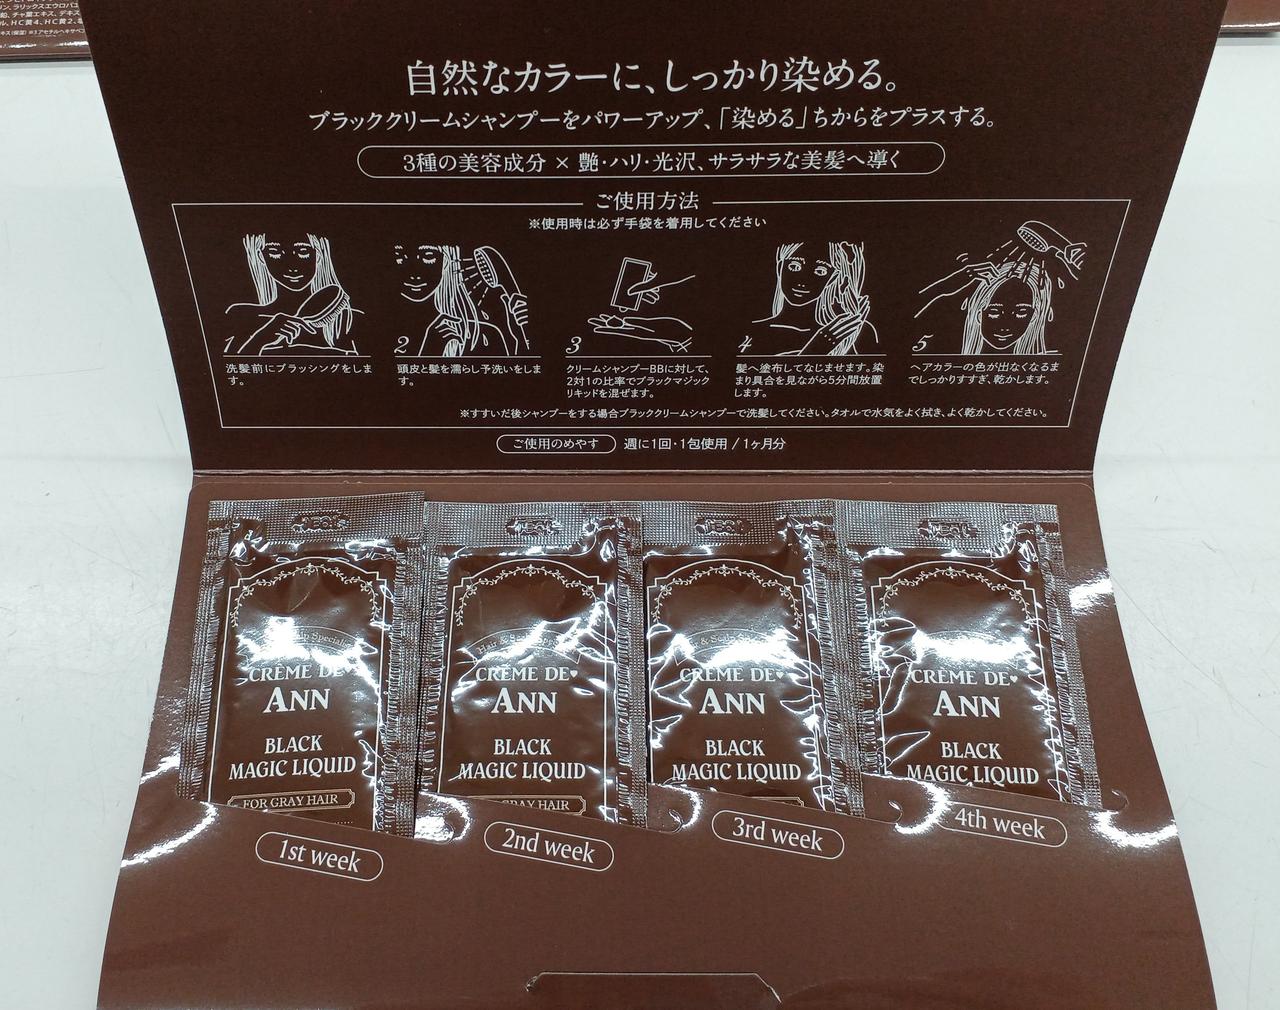 自然なカラーに、しっかり染める。
ブラッククリームシャンプーをパワーアップ、「染める」ちからをプラスする。
3種の美容成分 × 艶・ハリ・光沢、サラサラな美髪へ導く
ご使用方法
※使用時は必ず手袋を着用してください
1
洗髪前にブラッシングをしま
す。
2
頭皮と髪を濡らし予洗いをしま
す。
3
クリームシャンプーBBに対して、
2対1の比率でブラックマジック
リキッドを混ぜます。
4
髪へ塗布してなじませます。染
まり具合を見ながら5分間放置
します。
5
ヘアカラーの色が出なくなるま
でしっかりすすぎ、乾かします。
※すすいだ後シャンプーをする場合ブラッククリームシャンプーで洗髪してください。タオルで水気をよく拭き、よく乾かしてください。
ご使用のめやす 週に1回・1包使用 / 1ヶ月分
CRÈME DE
ANN
BLACK
MAGIC LIQUID
FOR GRAY HAIR
1st week
Hair &
CRÈME DE♥
ANN
BLACK
MAGIC LIQUID
GRAY HAIR
2nd week
CRÈME DE♥
ANN
BLACK
MAGIC LIQUID
3rd week
CRÈME DE♥
ANN
BLACK
MAGIC LIQUID
4th week